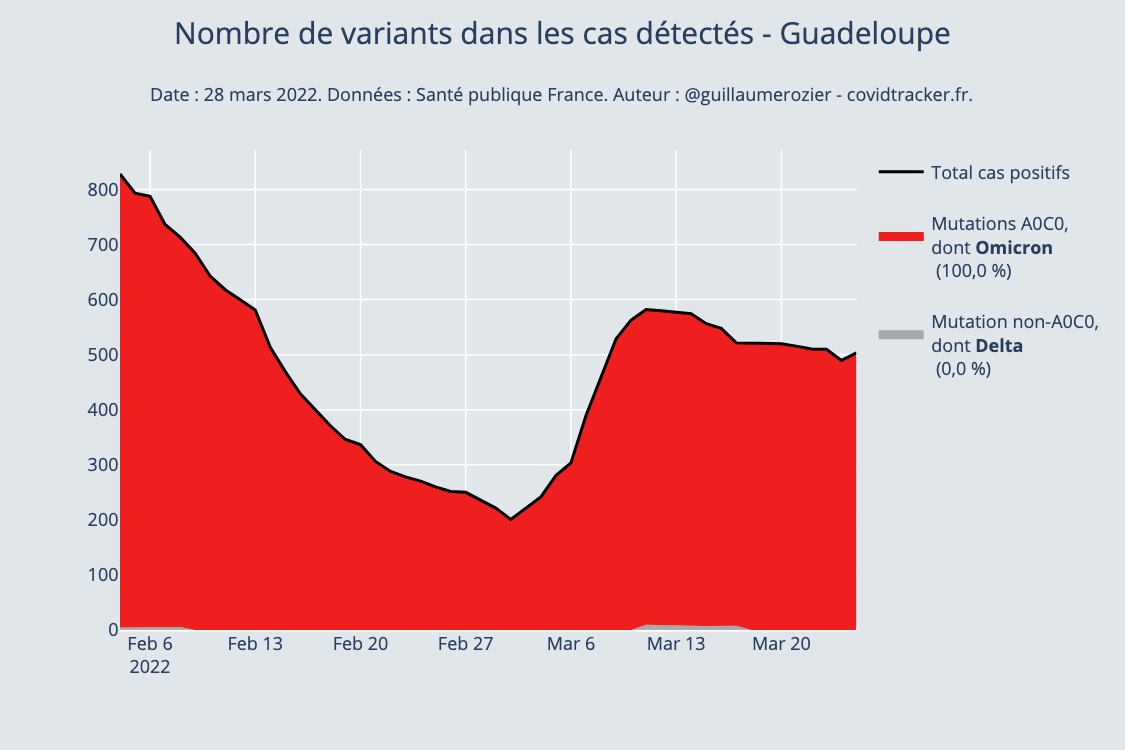 Nombre de variants dans les cas détectés - Guadeloupe
Date : 28 mars 2022. Données : Santé publique France. Auteur : @guillaumerozier - covidtracker.fr.
Total cas positifs
Mutations A0C0,
dont Omicron
(100,0 %)
Mutation non-A0C0,
dont Delta
(0,0 %)
800
700
600
500
400
300
200
100
0
Feb 6 Feb 13 Feb 20 Feb 27 Mar 6 Mar 13 Mar 20
2022